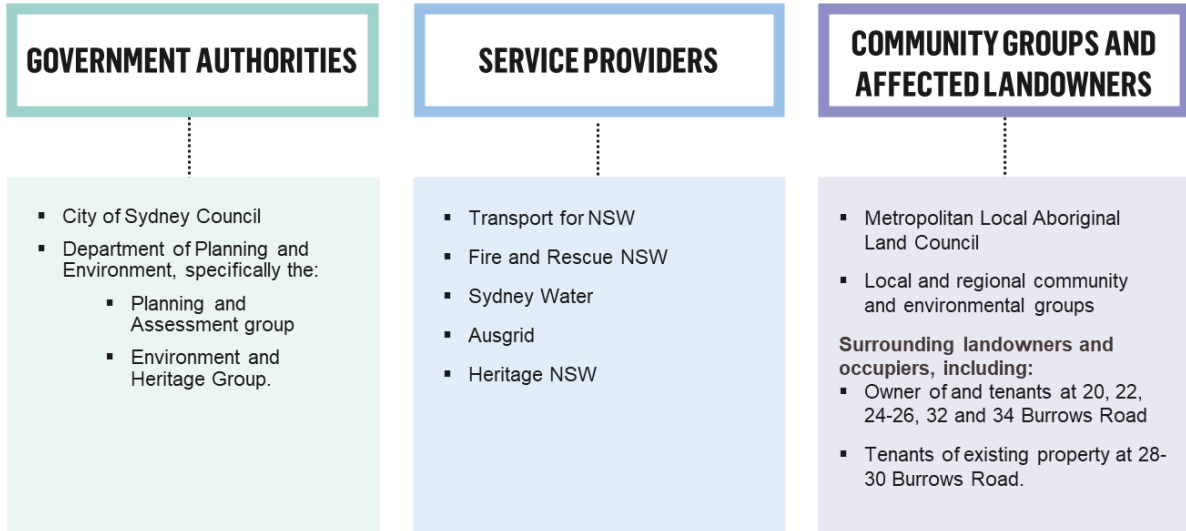 GOVERNMENT AUTHORITIES
▪ City of Sydney Council
▪ Department of Planning and
Environment, specifically the:
▪ Planning and
Assessment group
▪ Environment and
Heritage Group.
SERVICE PROVIDERS
▪ Transport for NSW
▪ Fire and Rescue NSW
▪ Sydney Water
▪ Ausgrid
▪ Heritage NSW
COMMUNITY GROUPS AND
AFFECTED LANDOWNERS
▪ Metropolitan Local Aboriginal
Land Council
▪ Local and regional community
and environmental groups
Surrounding landowners and
occupiers, including:
▪ Owner of and tenants at 20, 22,
24-26, 32 and 34 Burrows Road
▪ Tenants of existing property at 28-
30 Burrows Road.